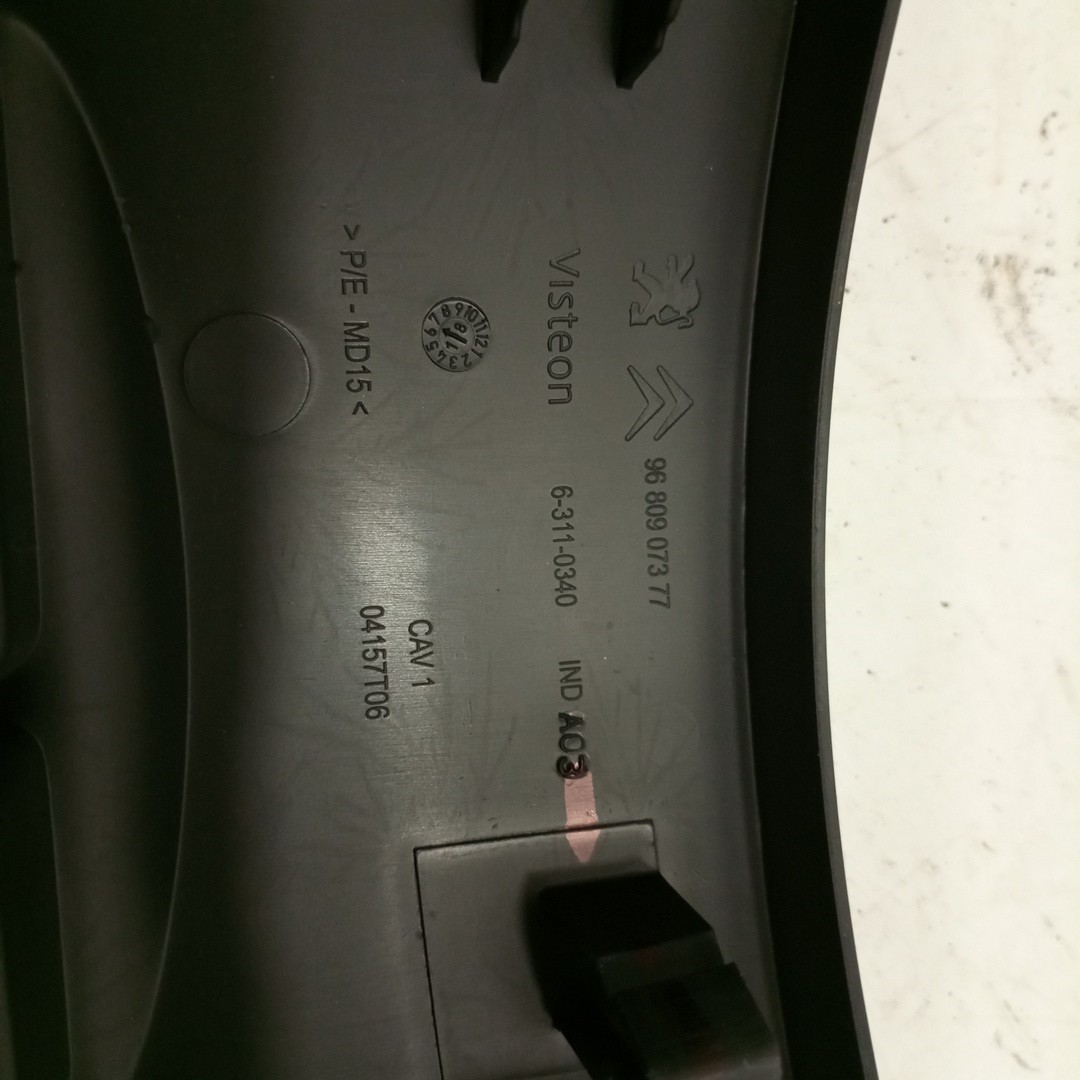 96 809 073 77
Visteon 6-311-0340 IND A03
CAV 1
04157T06
> P/E - MD15 <